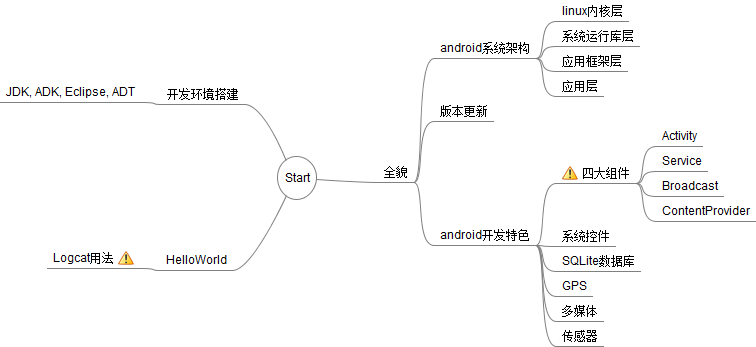 Start
开发环境搭建
JDK, ADK, Eclipse, ADT
HelloWorld
Logcat用法
全貌
android系统架构
linux内核层
系统运行库层
应用框架层
应用层
版本更新
android开发特色
四大组件
Activity
Service
Broadcast
ContentProvider
系统控件
SQLite数据库
GPS
多媒体
传感器